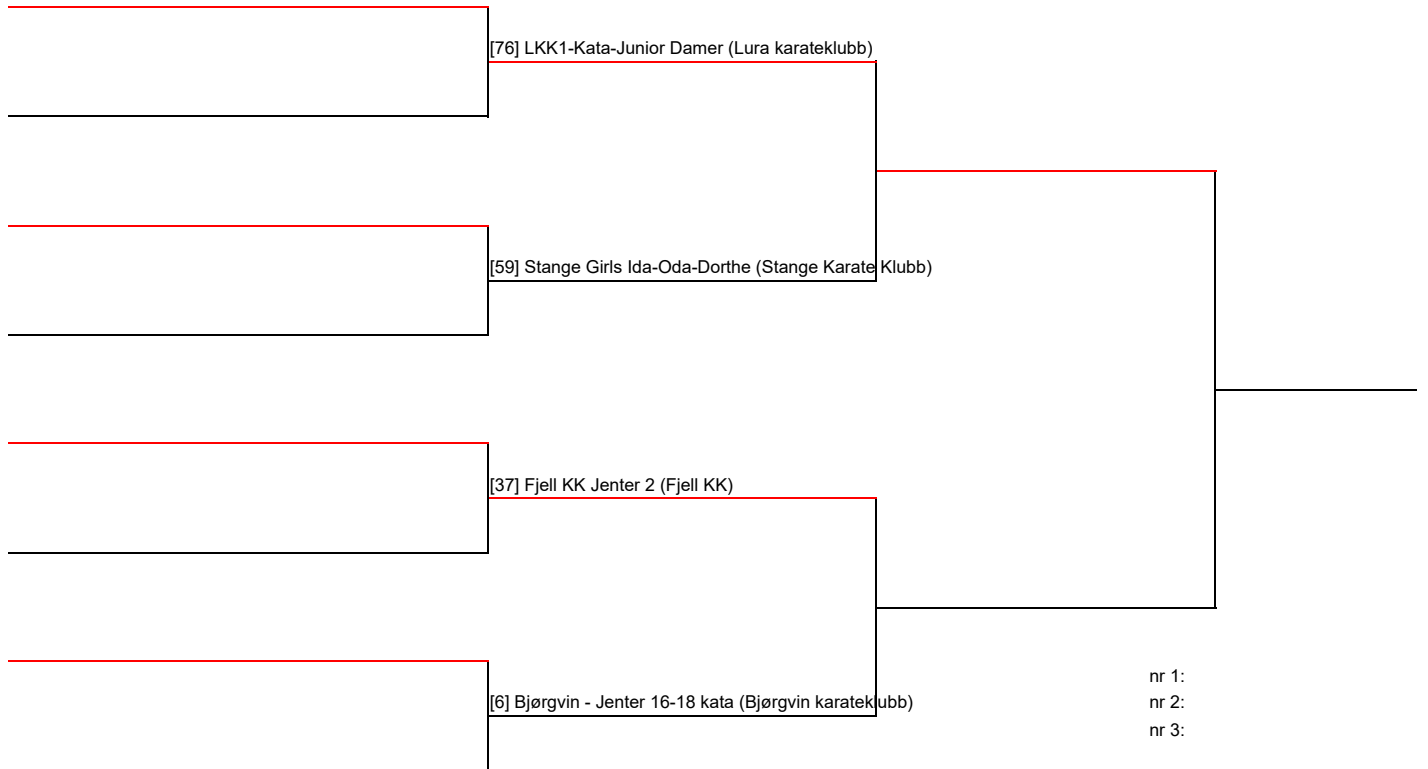 [76] LKK1-Kata-Junior Damer (Lura karateklubb)
[59] Stange Girls Ida-Oda-Dorthe (Stange Karate Klubb)
[37] Fjell KK Jenter 2 (Fjell KK)
[6] Bjørgvin - Jenter 16-18 kata (Bjørgvin karateklubb)
nr 1:
nr 2:
nr 3: